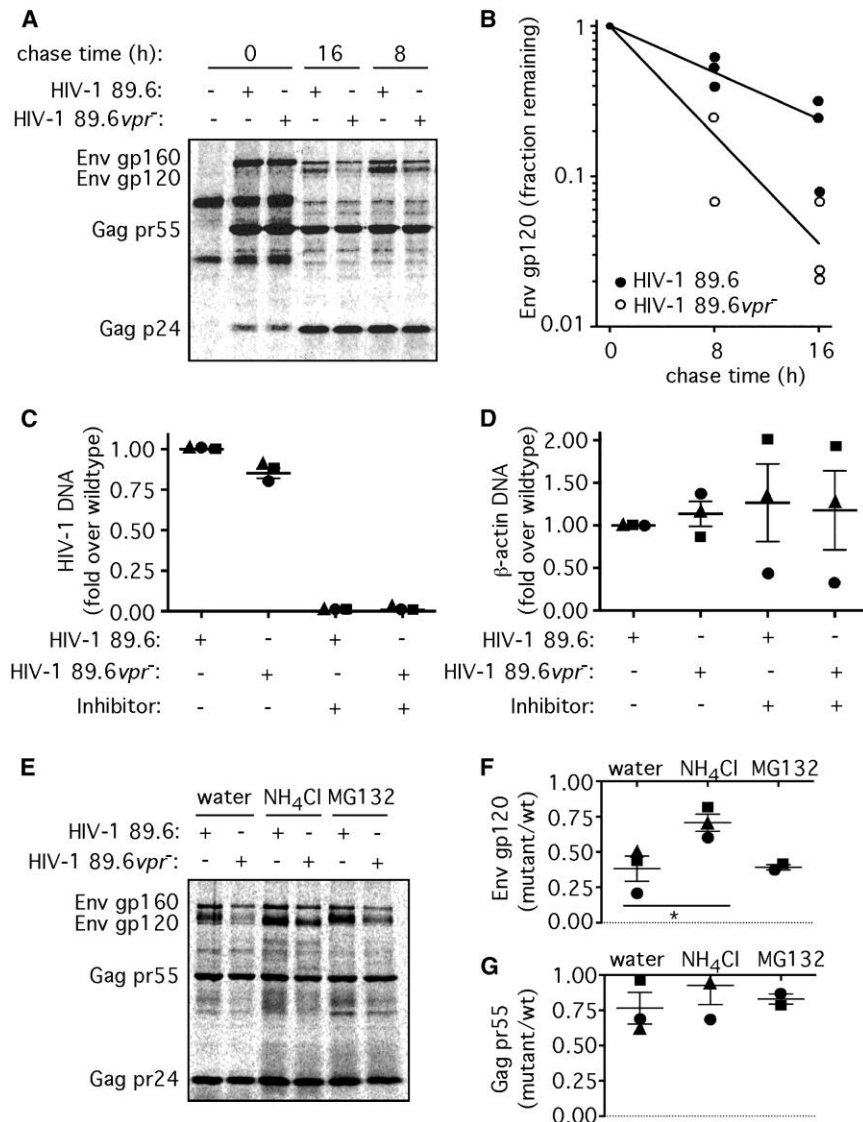 A
chase time (h): 0 16 8
HIV-1 89.6: - + - + - + -
HIV-1 89.6vpr-: - - + - + - +
Env gp160
Env gp120
Gag pr55
Gag p24
B
Env gp120 (fraction remaining)
1
0.1
0.01
● HIV-1 89.6
○ HIV-1 89.6vpr-
0 8 16
chase time (h)
C
HIV-1 DNA
(fold over wildtype)
1.00
0.75
0.50
0.25
0.00
HIV-1 89.6: + - + -
HIV-1 89.6vpr-: - + - +
Inhibitor: - - + +
D
β-actin DNA
(fold over wildtype)
2.00
1.50
1.00
0.50
0.00
HIV-1 89.6: + - + -
HIV-1 89.6vpr-: - + - +
Inhibitor: - - + +
E
water NH4Cl MG132
HIV-1 89.6: + - + - + -
HIV-1 89.6vpr-: - + - + - +
Env gp160
Env gp120
Gag pr55
Gag pr24
F
water NH4Cl MG132
Env gp120
(mutant/wt)
1.00
0.75
0.50
0.25
0.00
*
G
water NH4Cl MG132
Gag pr55
(mutant/wt)
1.00
0.75
0.50
0.25
0.00